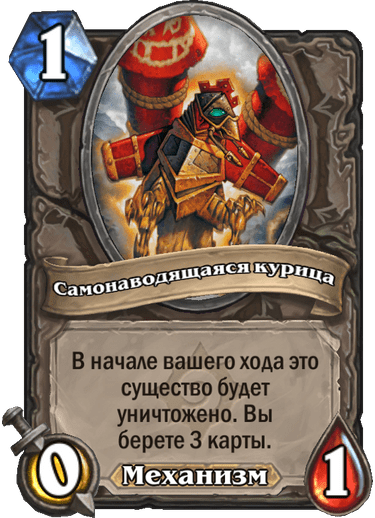 1
Самонаводящаяся курица
В начале вашего хода это
существо будет
уничтожено. Вы
берете 3 карты.
0
Механизм
1